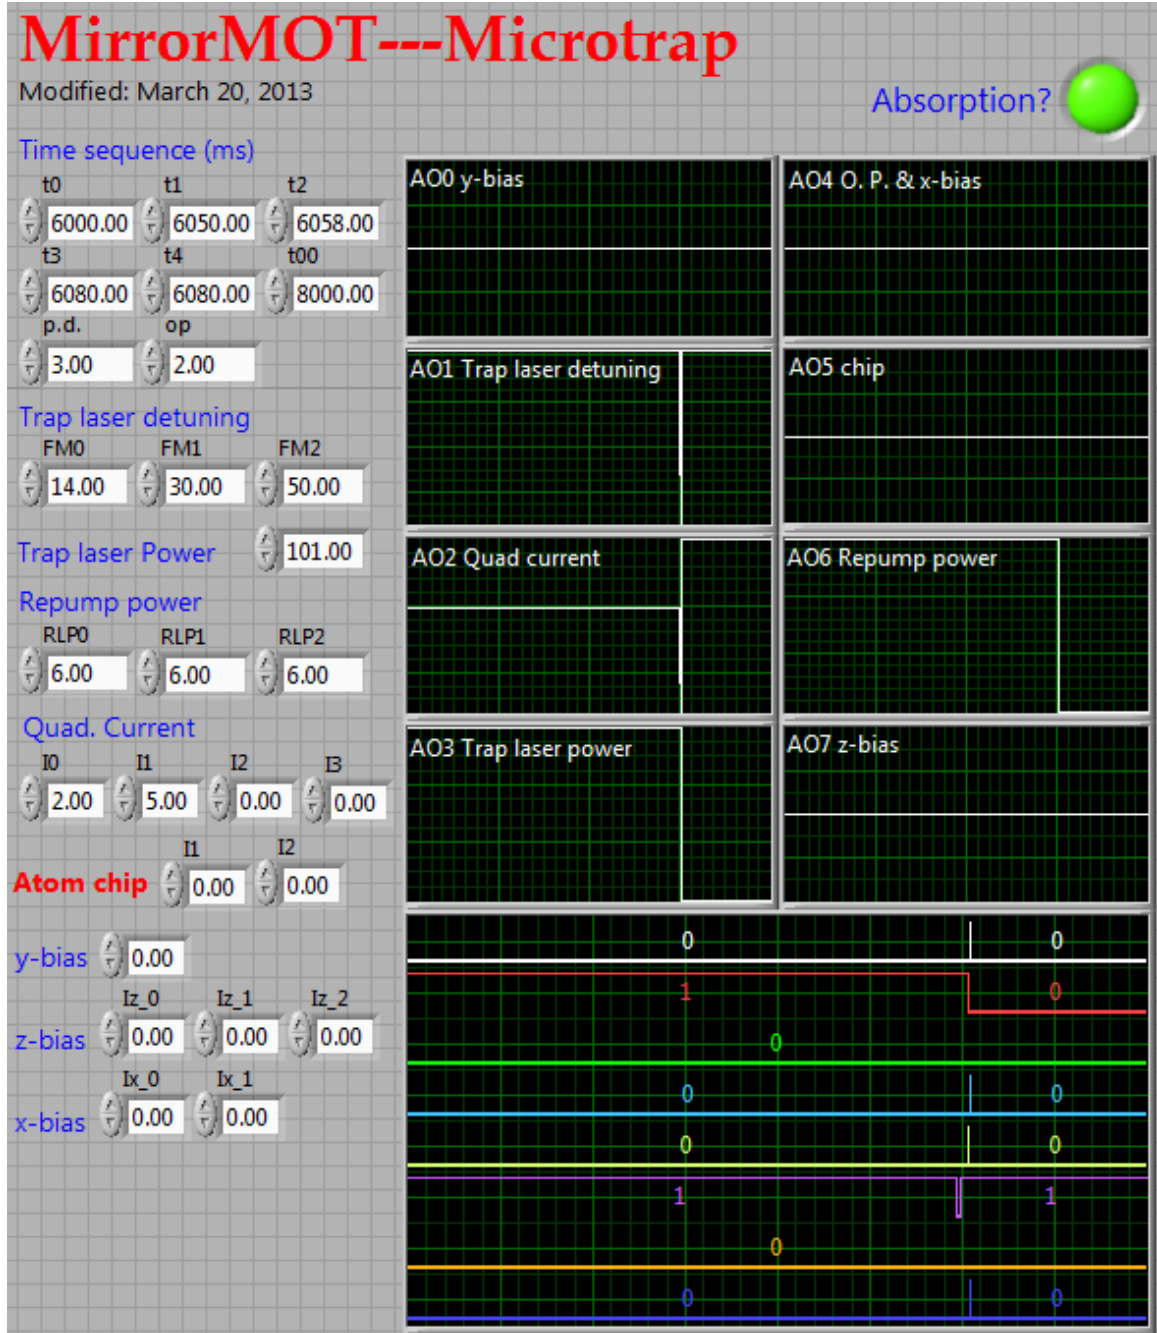 MirrorMOT---Microtrap
Modified: March 20, 2013
Absorption?
Time sequence (ms)
t0 t1 t2
6000.00 6050.00 6058.00
t3 t4 t00
6080.00 6080.00 8000.00
p.d. op
3.00 2.00
Trap laser detuning
FM0 FM1 FM2
14.00 30.00 50.00
Trap laser Power 101.00
Repump power
RLP0 RLP1 RLP2
6.00 6.00 6.00
Quad. Current
I0 I1 I2 I3
2.00 5.00 0.00 0.00
I1 I2
Atom chip 0.00 0.00
y-bias 0.00
Iz_0 Iz_1 Iz_2
z-bias 0.00 0.00 0.00
Ix_0 Ix_1
x-bias 0.00 0.00
AO0 y-bias
AO4 O. P. & x-bias
AO1 Trap laser detuning
AO5 chip
AO2 Quad current
AO6 Repump power
AO3 Trap laser power
AO7 z-bias
0 0
1 0
0
0 0
0 0
1 1
0
0 0